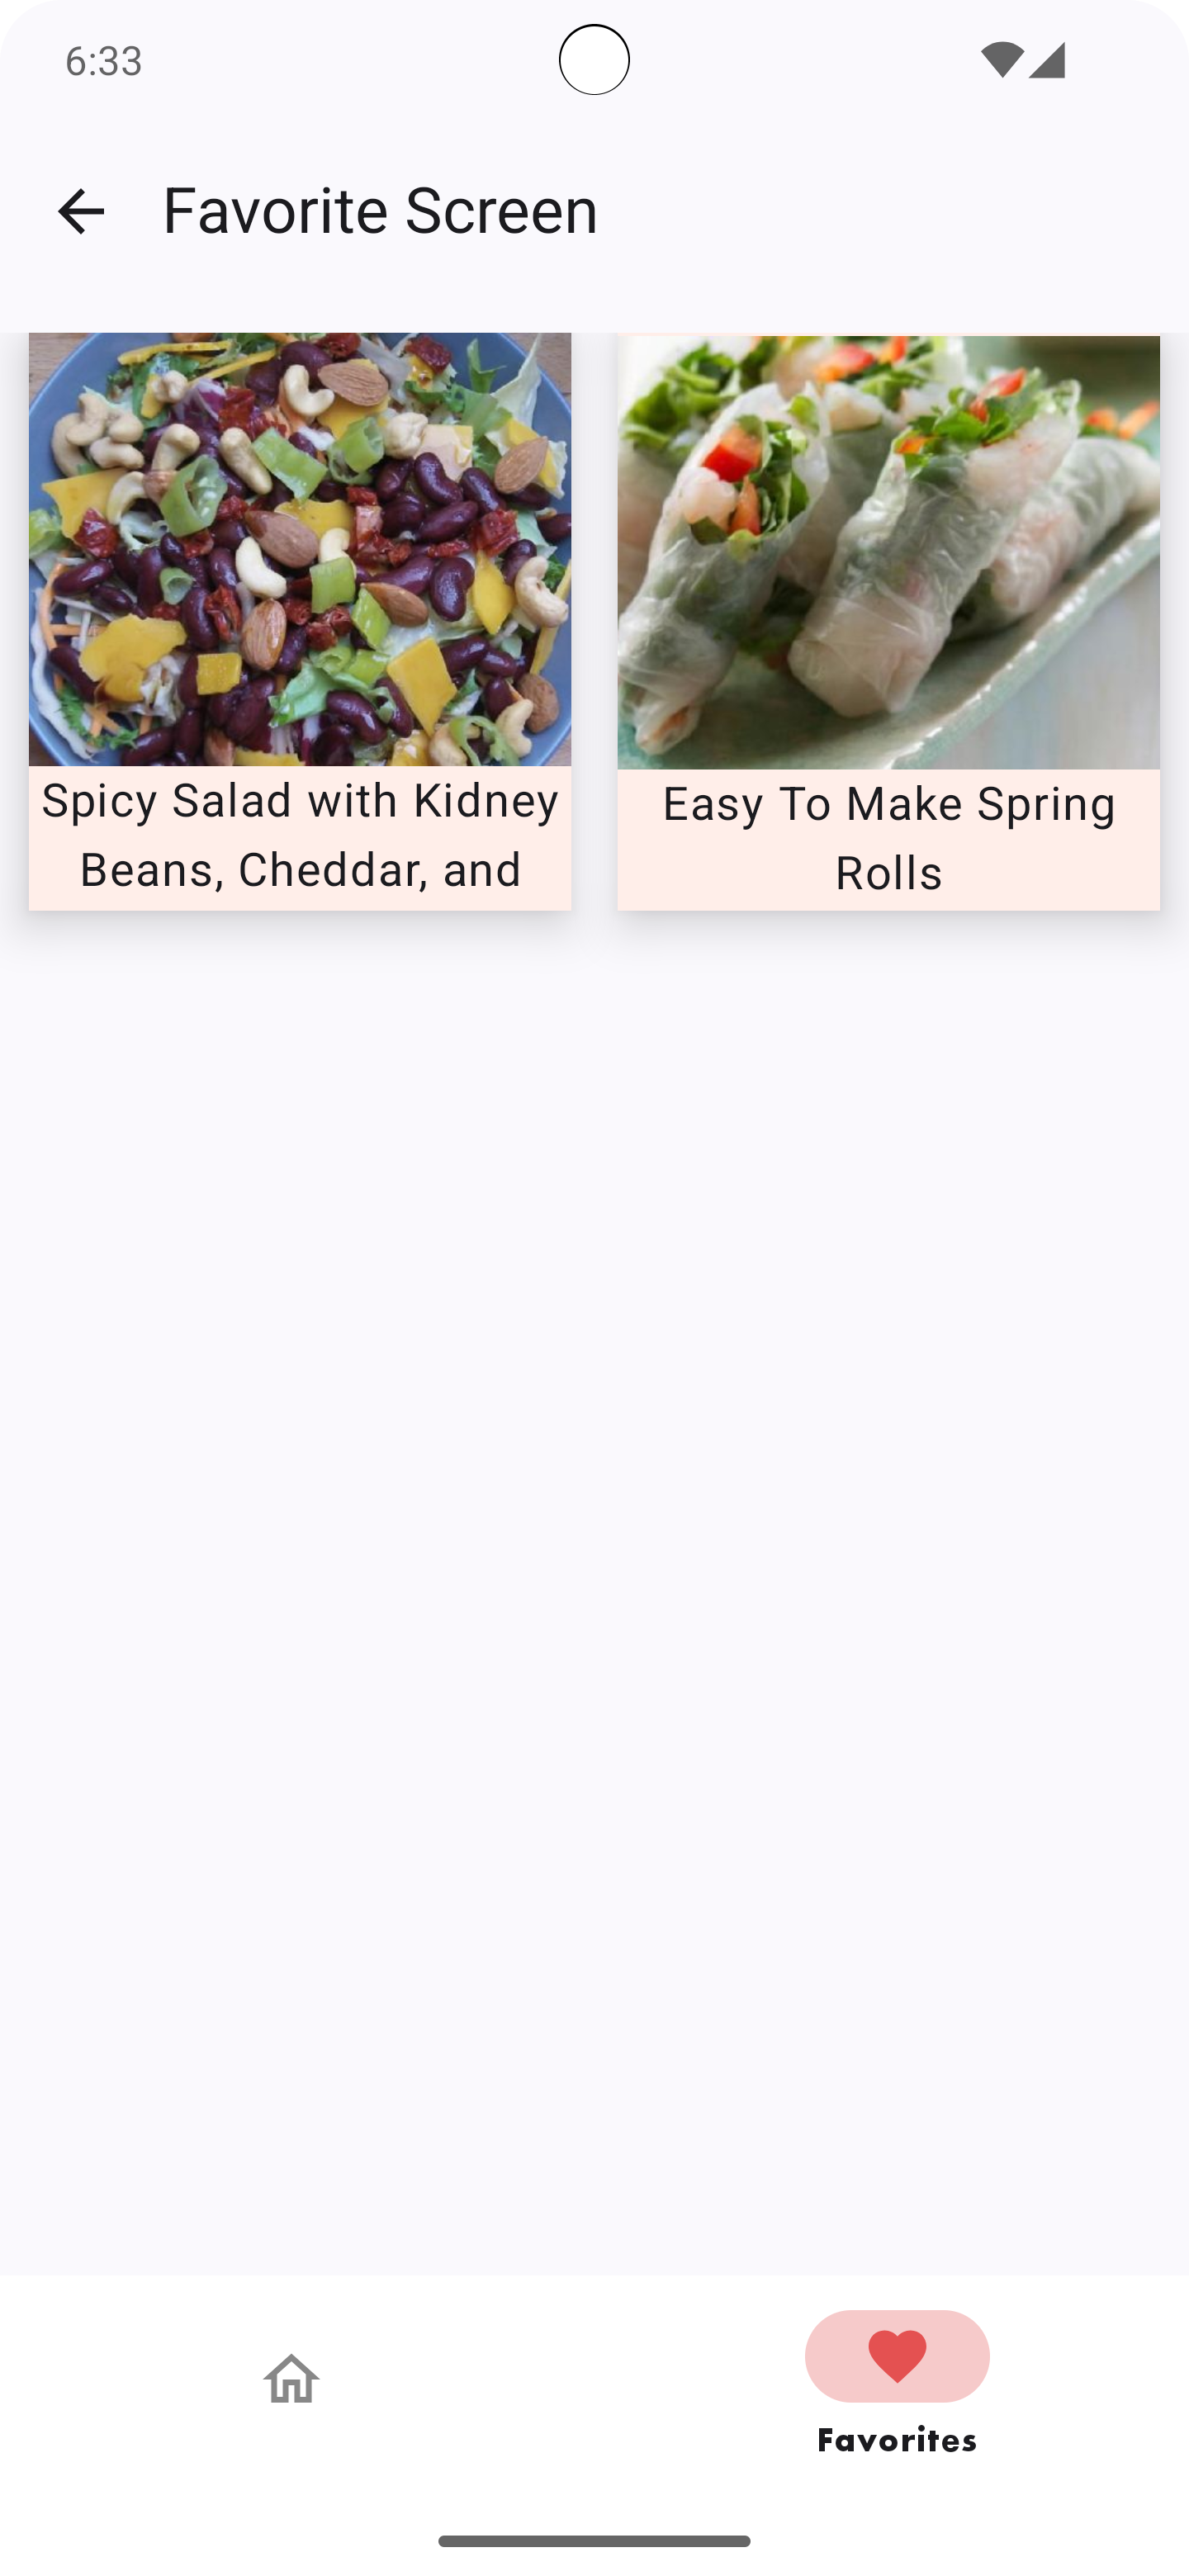 6:33
Favorite Screen
Spicy Salad with Kidney
Beans, Cheddar, and
Easy To Make Spring
Rolls
Favorites